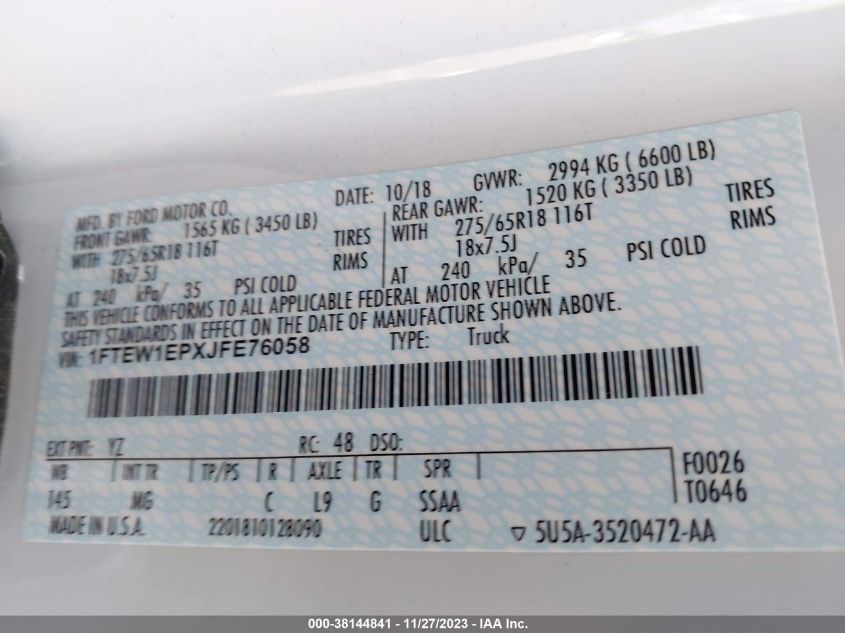 MFD. BY FORD MOTOR CO. DATE: 10/18 GVWR: 2994 KG ( 6600 LB)
FRONT GAWR: 1565 KG ( 3450 LB) REAR GAWR: 1520 KG ( 3350 LB)
WITH 275/65R18 116T TIRES WITH 275/65R18 116T TIRES
18x7.5J RIMS 18x7.5J RIMS
AT 240 kPa/ 35 PSI COLD AT 240 kPa/ 35 PSI COLD
THIS VEHICLE CONFORMS TO ALL APPLICABLE FEDERAL MOTOR VEHICLE
SAFETY STANDARDS IN EFFECT ON THE DATE OF MANUFACTURE SHOWN ABOVE.
VIN: 1FTEW1EPXJFE76058 TYPE: Truck
EXT PNT: YZ RC: 48 DSO:
WB INT TR TP/PS R AXLE TR SPR F0026
145 MG C L9 G SSAA T0646
MADE IN U.S.A. 2201810128090 ULC ▽ 5U5A-3520472-AA
000-38144841 - 11/27/2023 - IAA Inc.